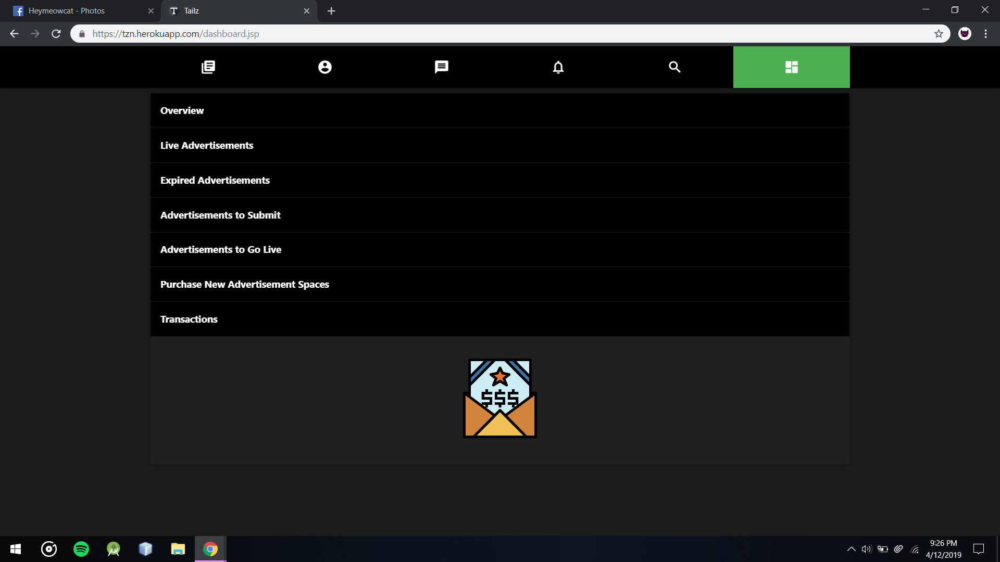 Heymeowcat - Photos
T Tailz
https://tzn.herokuapp.com/dashboard.jsp
Overview
Live Advertisements
Expired Advertisements
Advertisements to Submit
Advertisements to Go Live
Purchase New Advertisement Spaces
Transactions
$$$
9:26 PM
4/12/2019